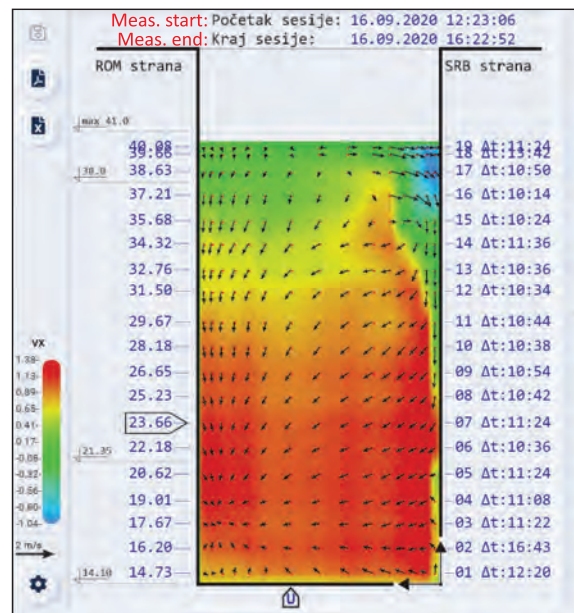 Meas. start: Početak sesije: 16.09.2020 12:23:06
Meas. end: Kraj sesije: 16.09.2020 16:22:52
ROM strana SRB strana
max 41.0
40.08 19 Δt:11:24
39.66 18 Δt:13:42
38.63 17 Δt:10:50
38.0
37.21 16 Δt:10:14
35.68 15 Δt:10:24
34.32 14 Δt:11:36
32.76 13 Δt:10:36
31.50 12 Δt:10:34
29.67 11 Δt:10:44
28.18 10 Δt:10:38
26.65 09 Δt:10:54
25.23 08 Δt:10:42
23.66 07 Δt:11:24
22.18 06 Δt:10:36
21.35
20.62 05 Δt:11:24
19.01 04 Δt:11:08
17.67 03 Δt:11:22
16.20 02 Δt:16:43
14.73 01 Δt:12:20
14.10
VX
1.38
1.13
0.89
0.65
0.41
0.17
-0.32
-0.56
-0.80
-1.04
2 m/s
U